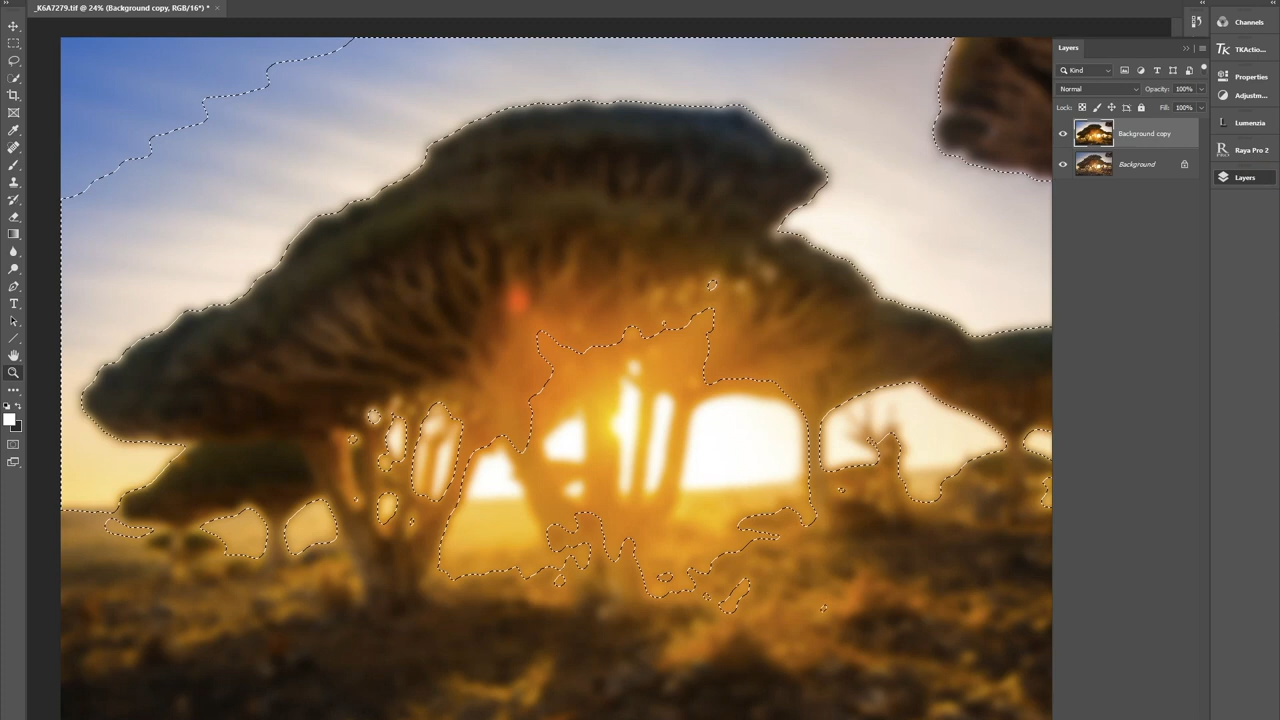 _K6A7279.tif @ 24% (Background copy, RGB/16*) * ×
Layers
Kind
Normal
Opacity: 100%
Lock:
Fill: 100%
Background copy
Background
Channels
TK TKActio...
Properties
Adjustm...
L Lumenzia
Raya Pro 2
Layers